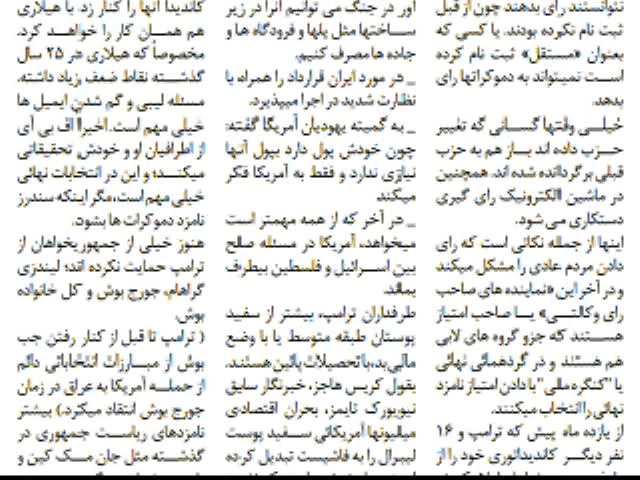 نتوانستند رای بدهند چون از قبل
ثبت نام نکرده بودند. یا کسی که
بعنوان «مستقل» ثبت نام کرده
است نمیتواند به دموکراتها رای
بدهد.
خیلی وقتها کسانی که تغییر
حزب داده اند باز هم به حزب
قبلی برگردانده شده اند. همچنین
در ماشین الکترونیک رای گیری
دستکاری می شود.
اینها از جمله نکاتی است که رای
دادن مردم عادی را مشکل میکند
و در آخر این «نماینده های صاحب
رای وکالتی» یا صاحب امتیاز
هستند که جزو گروه های لابی
هم هستند و در گردهمائی نهائی
یا "کنگره ملی" با دادن امتیاز نامزد
نهائی را انتخاب میکنند.
از یازده ماه پیش که ترامپ و ۱۶
نفر دیگر کاندیداتوری خود را از
آور در جنگ می توانیم آنرا در زیر
ساختها مثل پلها و فرودگاه ها و
جاده ها مصرف کنیم.
_ در مورد ایران قرارداد را همراه با
نظارت شدید در اجرا میپذیرد.
_ به کمیته یهودیان آمریکا گفته:
چون خودش پول دارد بپول آنها
نیازی ندارد و فقط به آمریکا فکر
میکند
_ در آخر که از همه مهمتر است
میخواهد، آمریکا در مسئله صلح
بین اسرائیل و فلسطین بیطرف
بماند.
طرفداران ترامپ، بیشتر از سفید
پوستان طبقه متوسط یا با وضع
مالی بد، با تحصیلات پائین هستند.
بقول کریس هاجز، خبرنگار سابق
نیویورک تایمز، بحران اقتصادی
میلیونها آمریکائی سفید پوست
لیبرال را به فاشیست تبدیل کرده
کاندیدا آنها را کنار زد. با هیلاری
هم همان کار را خواهد کرد.
مخصوصا که هیلاری در ۲۵ سال
گذشته نقاط ضعف زیاد داشته.
مسئله لیبی و گم شدن ایمیل ها
خیلی مهم است. اخیرا اف بی آی
از اطرافیان او و خودش تحقیقاتی
میکند؛ و این در انتخابات نهائی
خیلی مهم است، مگر اینکه سندرز
نامزد دموکرات ها بشود.
هنوز خیلی از جمهوریخواهان از
ترامپ حمایت نکرده اند؛ لیندزی
گراهام، جورج بوش و کل خانواده
بوش.
( ترامپ تا قبل از کنار رفتن جب
بوش از مبارزات انتخاباتی دائم
از حمله آمریکا به عراق در زمان
جورج بوش انتقاد میکرد.) بیشتر
نامزدهای ریاست جمهوری در
گذشته مثل جان مک کین و